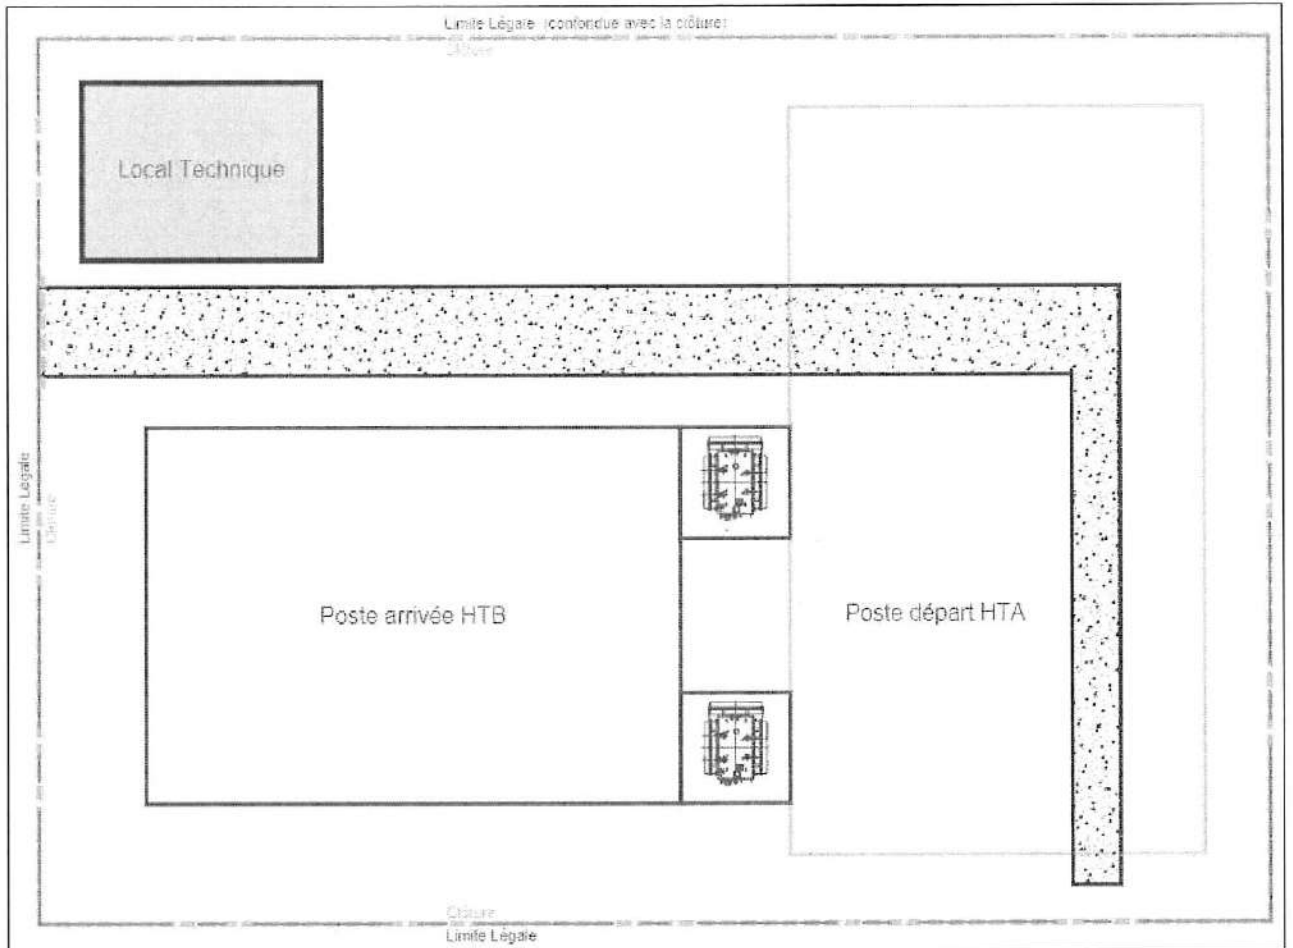 Limite Légale (confondue avec la clôture)
Clôture
Local Technique
Limite Légale
Clôture
Poste arrivée HTB
Poste départ HTA
Clôture
Limite Légale